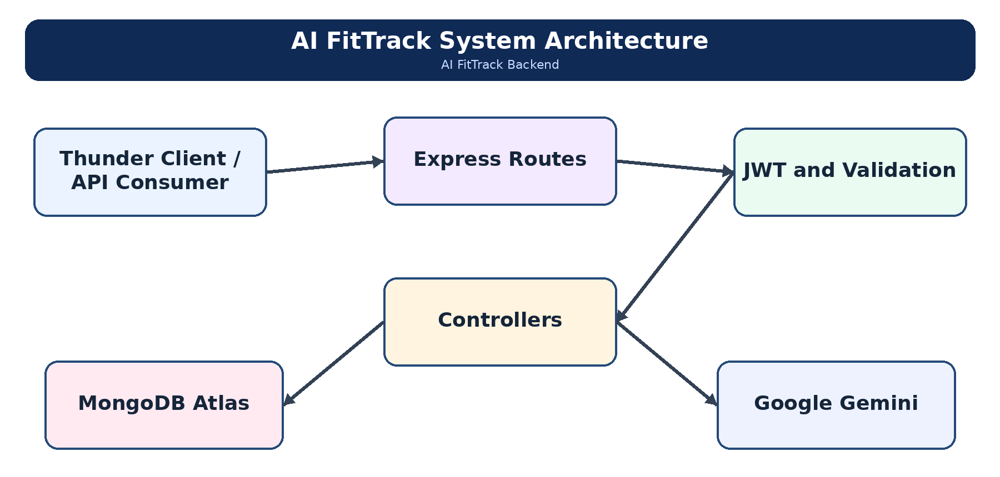 AI FitTrack System Architecture
AI FitTrack Backend
Thunder Client /
API Consumer
Express Routes
JWT and Validation
Controllers
MongoDB Atlas
Google Gemini